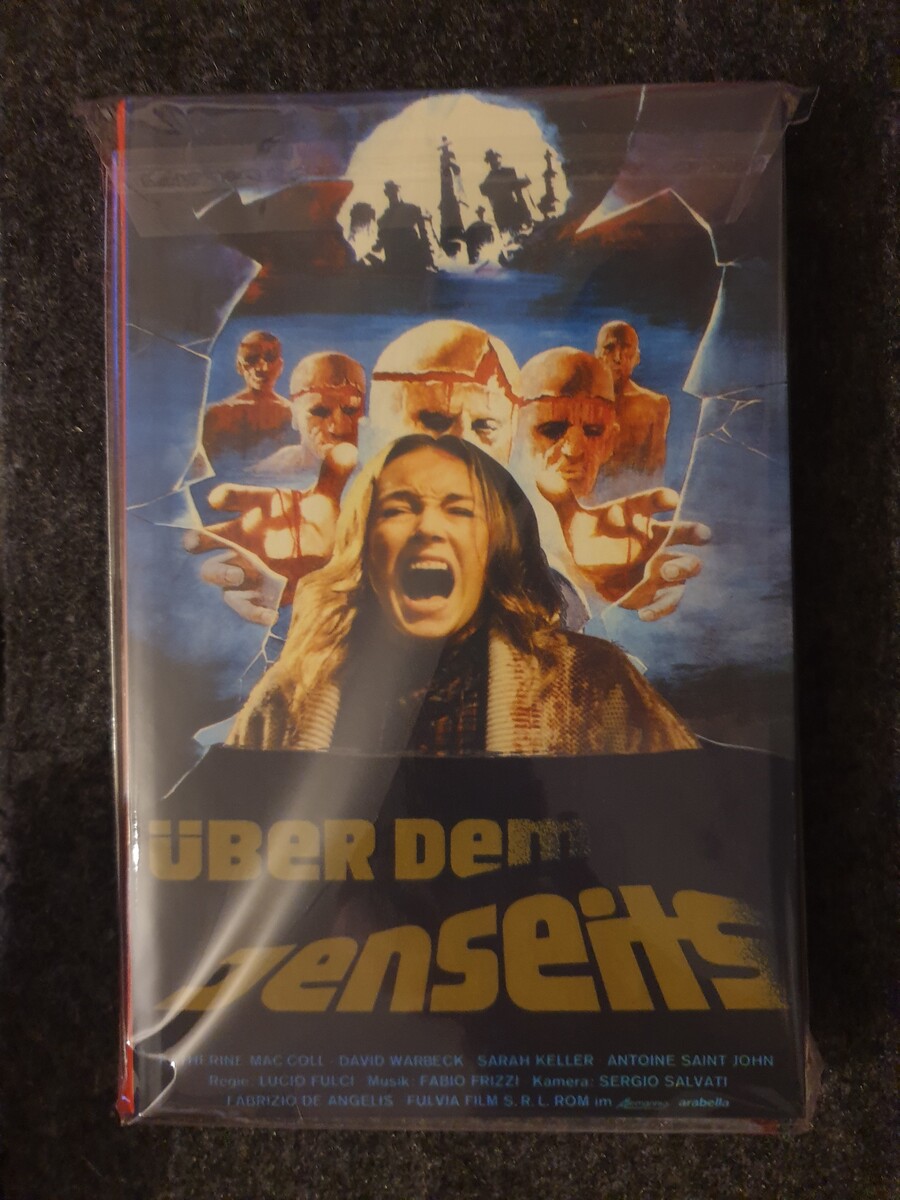 ÜBER DEM
JENSEITS
HERINE MAC COLL - DAVID WARBECK SARAH KELLER ANTOINE SAINT JOHN
Regie: LUCIO FULCI Musik: FABIO FRIZZI Kamera: SERGIO SALVATI
FABRIZIO DE ANGELIS FULVIA FILM S.R.L. ROM im arabella